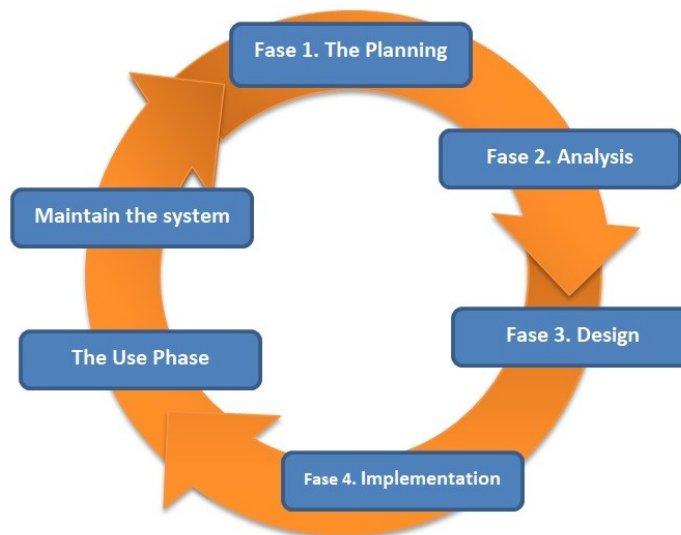 Fase 1. The Planning
Fase 2. Analysis
Fase 3. Design
Fase 4. Implementation
The Use Phase
Maintain the system